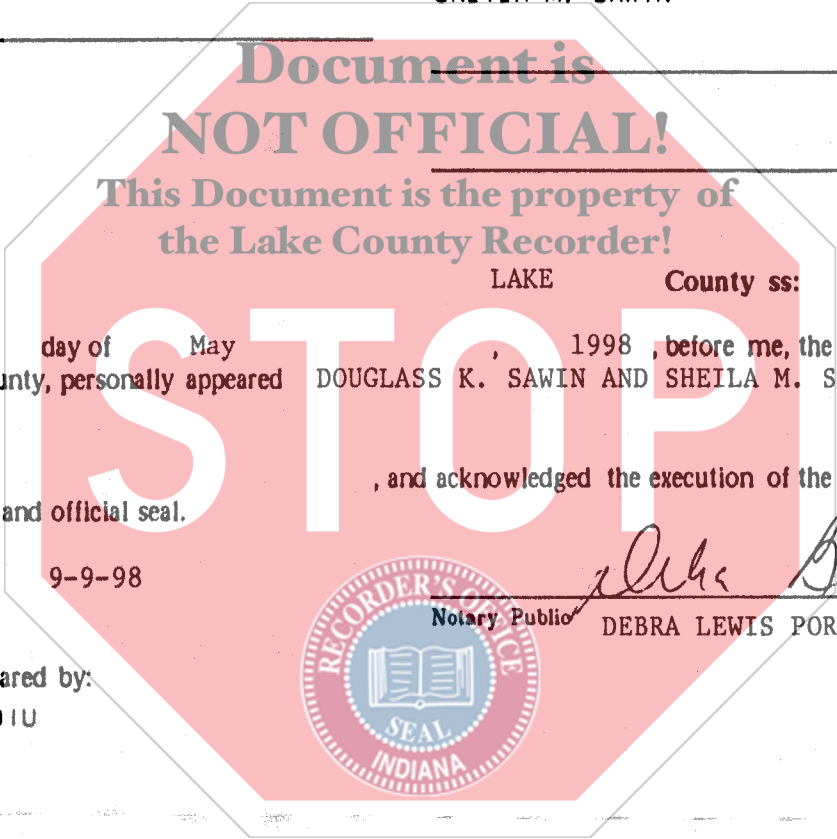 Document is
NOT OFFICIAL!
This Document is the property of
the Lake County Recorder!
LAKE County ss:
day of May , 1998 , before me, the
unty, personally appeared DOUGLASS K. SAWIN AND SHEILA M. S
STOP
, and acknowledged the execution of the
and official seal.
9-9-98
RECORDER'S OFFICE
Notary Public
DEBRA LEWIS POR
ared by:
SEAL
INDIANA